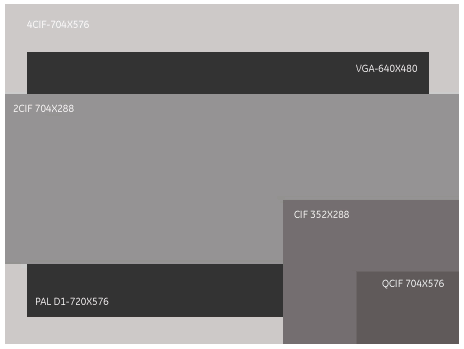 4CIF-704X576
VGA-640X480
2CIF 704X288
CIF 352X288
QCIF 704X576
PAL D1-720X576